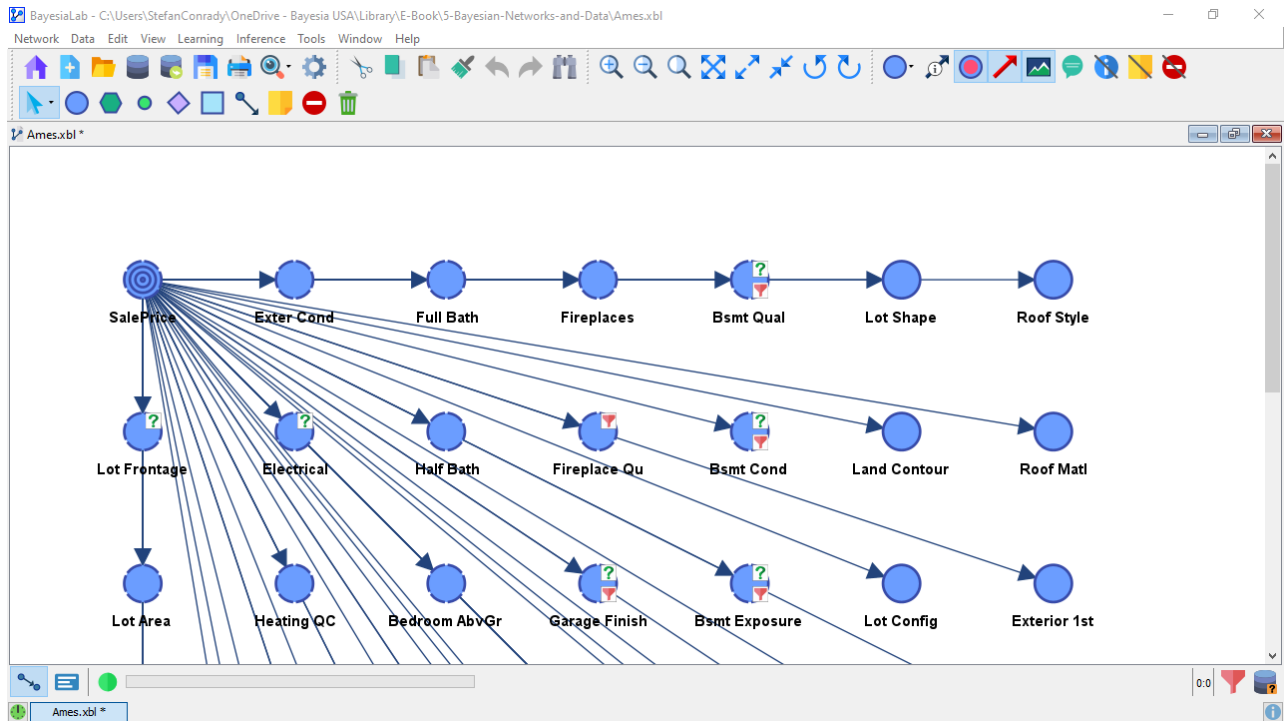 BayesiaLab - C:\Users\StefanConrady\OneDrive - Bayesia USA\Library\E-Book\5-Bayesian-Networks-and-Data\Ames.xbl
Network Data Edit View Learning Inference Tools Window Help
Ames.xbl *
SalePrice Exter Cond Full Bath Fireplaces Bsmt Qual Lot Shape Roof Style
Lot Frontage Electrical Half Bath Fireplace Qu Bsmt Cond Land Contour Roof Matl
Lot Area Heating QC Bedroom AbvGr Garage Finish Bsmt Exposure Lot Config Exterior 1st
0:0
Ames.xbl *